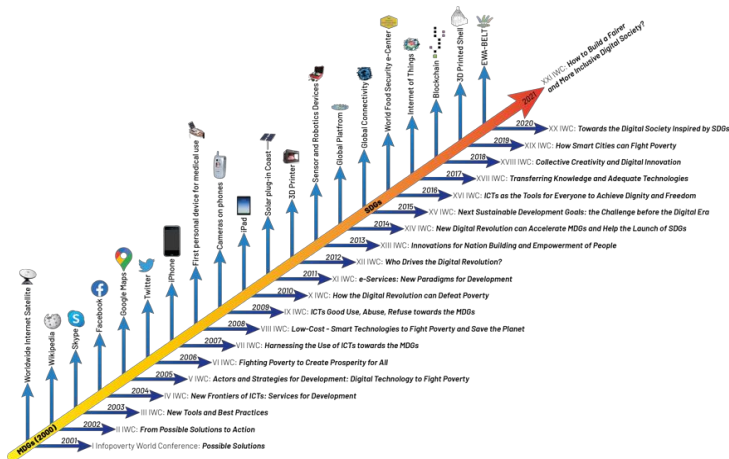 Worldwide Internet Satellite
Wikipedia
Skype
Facebook
Google Maps
Twitter
iPhone
First personal device for medical use
Cameras on phones
iPad
Solar plug-in Coast
3D Printer
Sensor and Robotics Devices
Global Plattrom
Global Connectivity
World Food Security e-Center
Internet of Things
Blockchain
3D Printed Shell
EWA-BELT
MDGs (2000)
SDGs
2021
XXI IWC: How to Build a Fairer
and More Inclusive Digital Society?
2020 XX IWC: Towards the Digital Society Inspired by SDGs
2019 XIX IWC: How Smart Cities can Fight Poverty
2018 XVIII IWC: Collective Creativity and Digital Innovation
2017 XVII IWC: Transferring Knowledge and Adequate Technologies
2016 XVI IWC: ICTs as the Tools for Everyone to Achieve Dignity and Freedom
2015 XV IWC: Next Sustainable Development Goals: the Challenge before the Digital Era
2014 XIV IWC: New Digital Revolution can Accelerate MDGs and Help the Launch of SDGs
2013 XIII IWC: Innovations for Nation Building and Empowerment of People
2012 XII IWC: Who Drives the Digital Revolution?
2011 XI IWC: e-Services: New Paradigms for Development
2010 X IWC: How the Digital Revolution can Defeat Poverty
2009 IX IWC: ICTs Good Use, Abuse, Refuse towards the MDGs
2008 VIII IWC: Low-Cost - Smart Technologies to Fight Poverty and Save the Planet
2007 VII IWC: Harnessing the Use of ICTs towards the MDGs
2006 VI IWC: Fighting Poverty to Create Prosperity for All
2005 V IWC: Actors and Strategies for Development: Digital Technology to Fight Poverty
2004 IV IWC: New Frontiers of ICTs: Services for Development
2003 III IWC: New Tools and Best Practices
2002 II IWC: From Possible Solutions to Action
2001 I Infopoverty World Conference: Possible Solutions